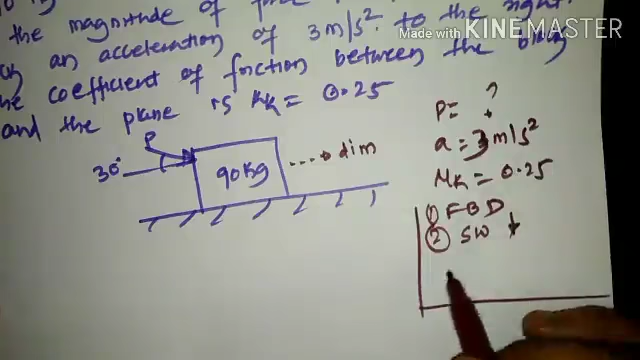 the magnitude of
an acceleration of 3 m/s² to the right.
coefficient of friction between the block
and the plane is μk = 0.25
Made with KINEMASTER
P
30°
90kg
dim
P= ?
a = 3 m/s²
μk = 0.25
① FBD
② SW ↓